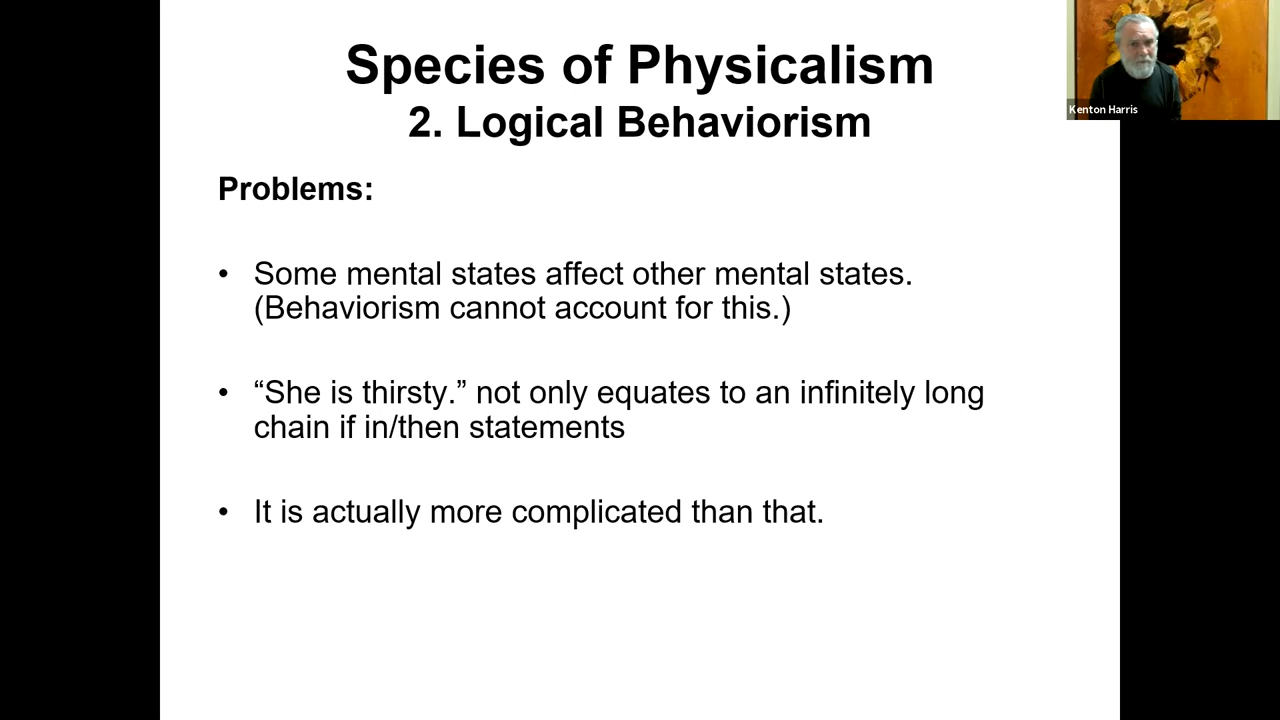 Species of Physicalism
2. Logical Behaviorism
Kenton Harris
Problems:
• Some mental states affect other mental states.
(Behaviorism cannot account for this.)
• “She is thirsty.” not only equates to an infinitely long
chain if in/then statements
• It is actually more complicated than that.